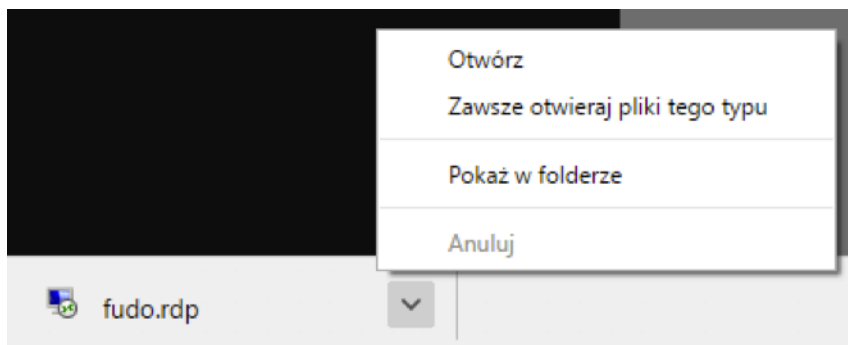 Otwórz
Zawsze otwieraj pliki tego typu
Pokaż w folderze
Anuluj
fudo.rdp